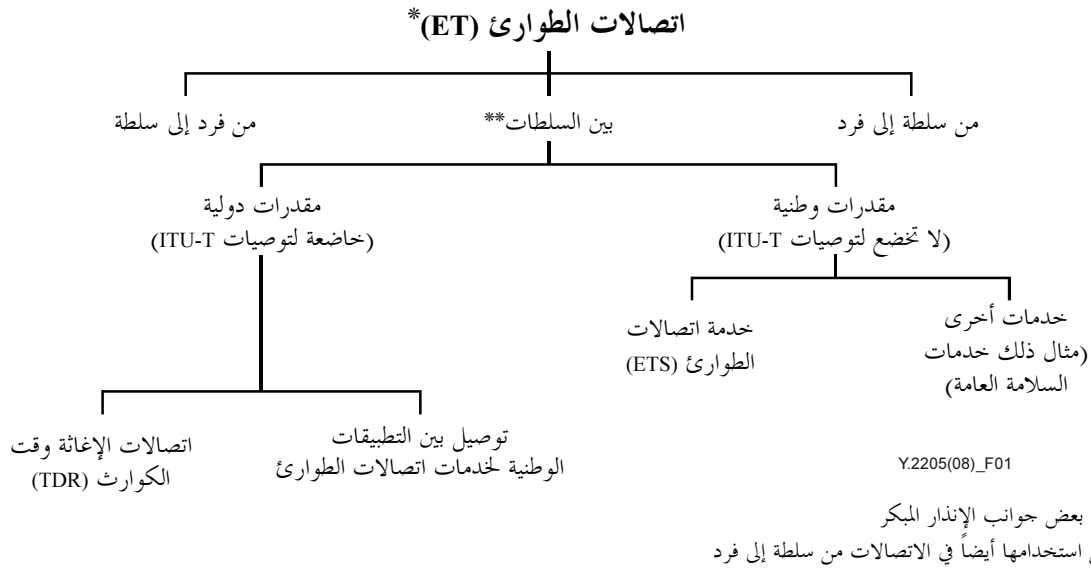 اتصالات الطوارئ (ET)*
من سلطة إلى فرد
بين السلطات**
من فرد إلى سلطة
مقدرات وطنية
(لا تخضع لتوصيات ITU-T)
مقدرات دولية
(خاضعة لتوصيات ITU-T)
خدمات أخرى
(مثال ذلك خدمات
السلامة العامة)
خدمة اتصالات
الطوارئ (ETS)
توصيل بين التطبيقات
الوطنية لخدمات اتصالات الطوارئ
اتصالات الإغاثة وقت
الكوارث (TDR)
Y.2205(08)_F01
بعض جوانب الإنذار المبكر
استخدامها أيضاً في الاتصالات من سلطة إلى فرد